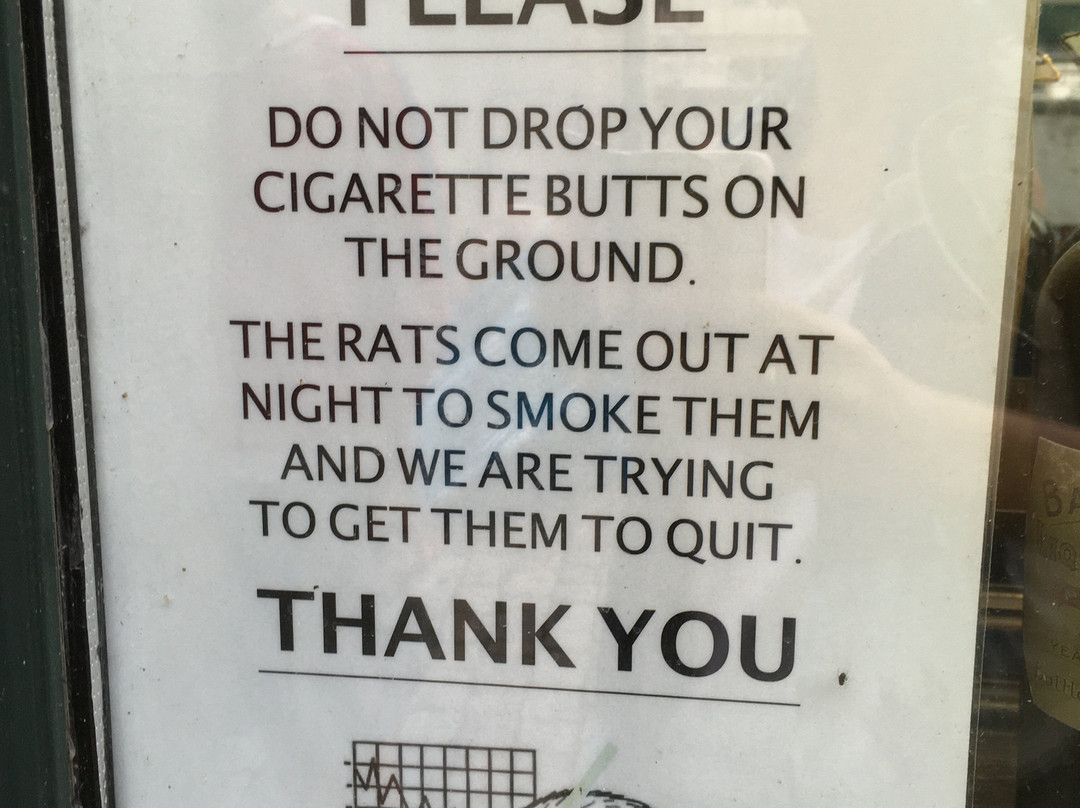 PLEASE
DO NOT DROP YOUR
CIGARETTE BUTTS ON
THE GROUND.
THE RATS COME OUT AT
NIGHT TO SMOKE THEM
AND WE ARE TRYING
TO GET THEM TO QUIT.
THANK YOU